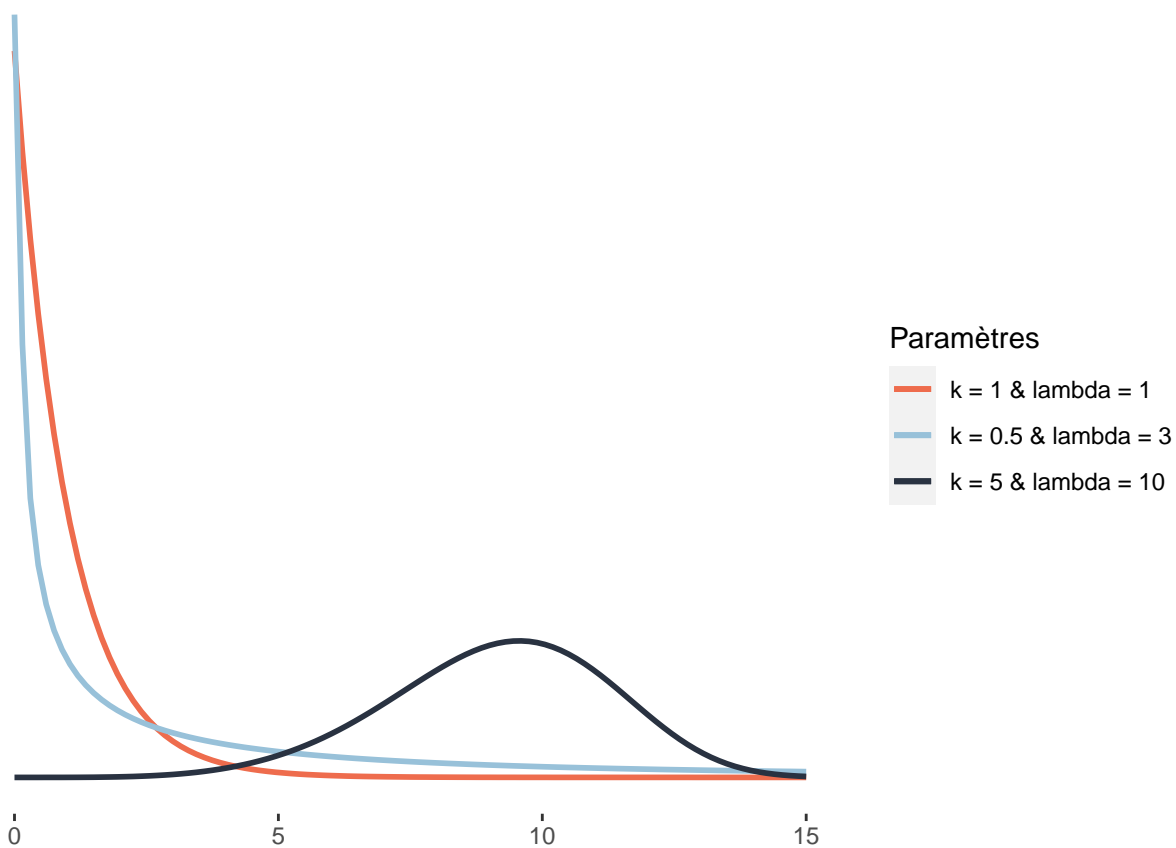 Paramètres
k = 1 & lambda = 1
k = 0.5 & lambda = 3
k = 5 & lambda = 10
0 5 10 15